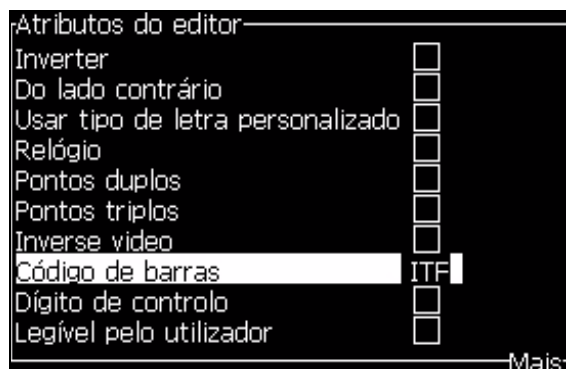 Atributos do editor
Inverter
Do lado contrário
Usar tipo de letra personalizado
Relógio
Pontos duplos
Pontos triplos
Inverse video
Código de barras ITF
Dígito de controlo
Legível pelo utilizador
Mais